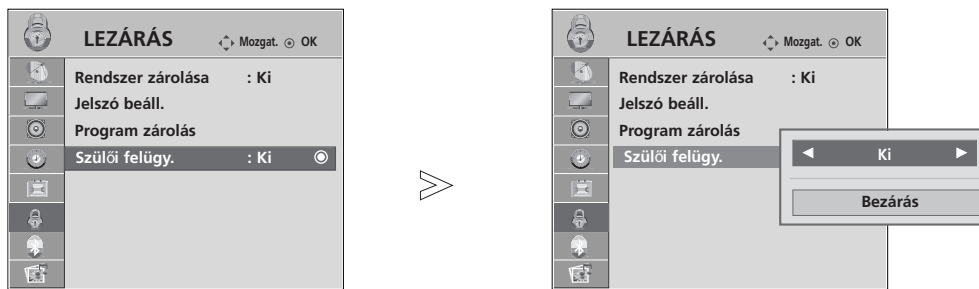 LEZÁRÁS Mozgat. OK
Rendszer zárolása : Ki
Jelszó beáll.
Program zárolás
Szülői felügy. : Ki
LEZÁRÁS Mozgat. OK
Rendszer zárolása : Ki
Jelszó beáll.
Program zárolás
Szülői felügy.
◄ Ki ►
Bezárás